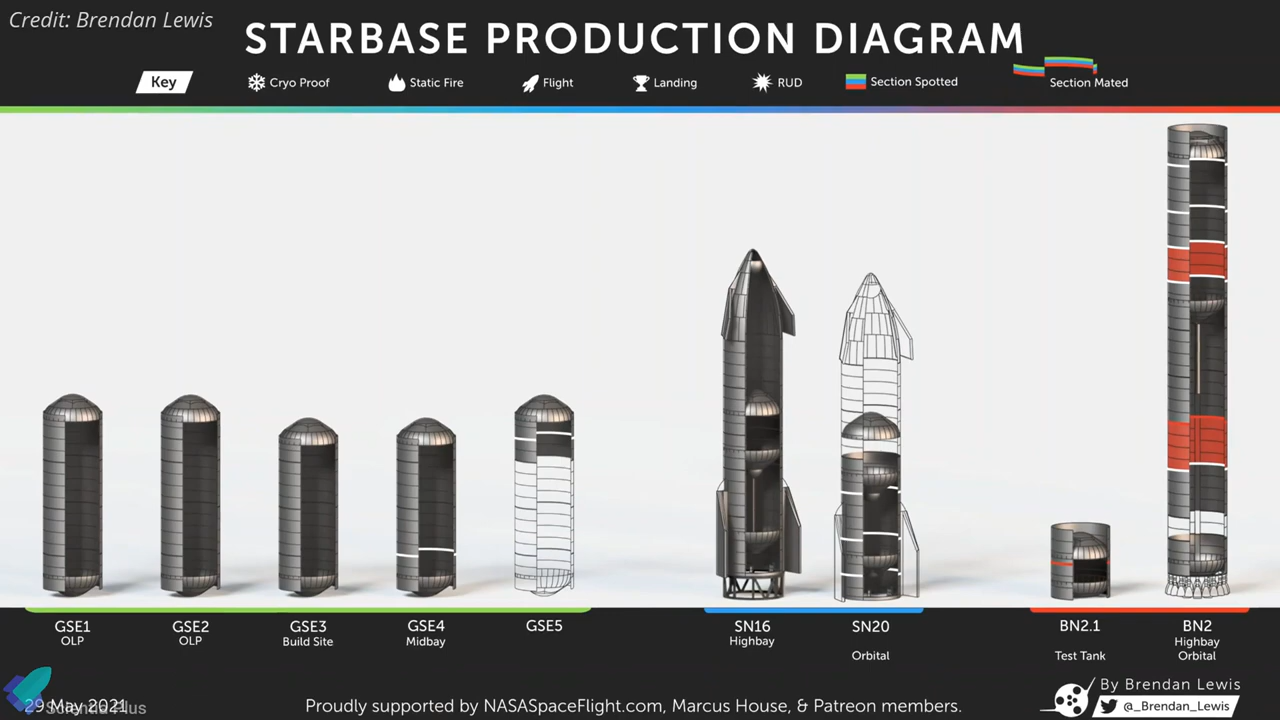 Credit: Brendan Lewis
STARBASE PRODUCTION DIAGRAM
Key
Cryo Proof
Static Fire
Flight
Landing
RUD
Section Spotted
Section Mated
GSE1
OLP
GSE2
OLP
GSE3
Build Site
GSE4
Midbay
GSE5
SN16
Highbay
SN20
Orbital
BN2.1
Test Tank
BN2
Highbay
Orbital
29 May 2021
Plus
Proudly supported by NASASpaceFlight.com, Marcus House, & Patreon members.
By Brendan Lewis
@_Brendan_Lewis